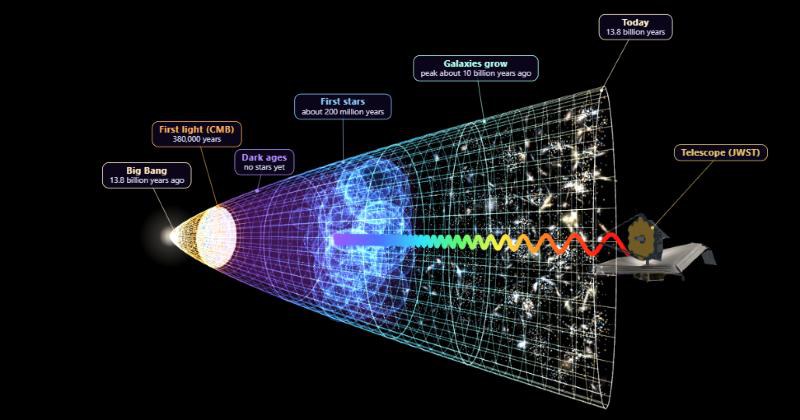 Today
13.8 billion years
Galaxies grow
peak about 10 billion years ago
First stars
about 200 million years
First light (CMB)
380,000 years
Dark ages
no stars yet
Big Bang
13.8 billion years ago
Telescope (JWST)